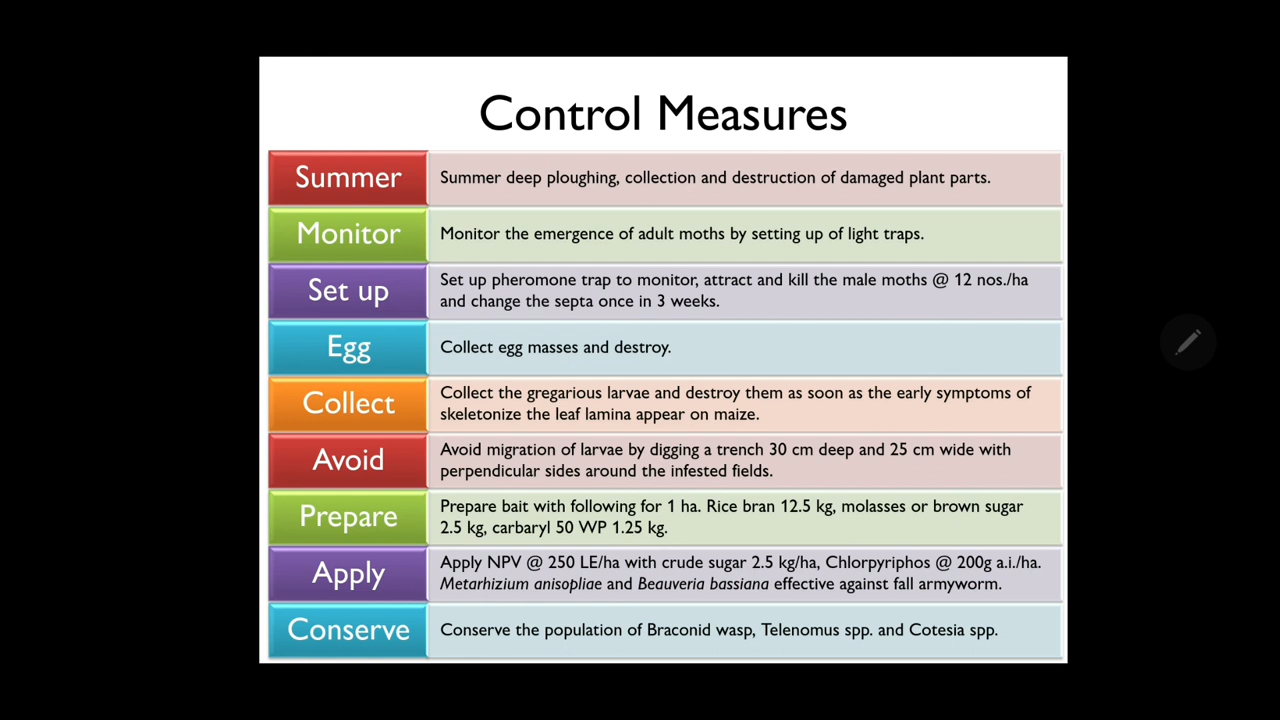 Control Measures
Summer
Summer deep ploughing, collection and destruction of damaged plant parts.
Monitor
Monitor the emergence of adult moths by setting up of light traps.
Set up
Set up pheromone trap to monitor, attract and kill the male moths @ 12 nos./ha
and change the septa once in 3 weeks.
Egg
Collect egg masses and destroy.
Collect
Collect the gregarious larvae and destroy them as soon as the early symptoms of
skeletonize the leaf lamina appear on maize.
Avoid
Avoid migration of larvae by digging a trench 30 cm deep and 25 cm wide with
perpendicular sides around the infested fields.
Prepare
Prepare bait with following for 1 ha. Rice bran 12.5 kg, molasses or brown sugar
2.5 kg, carbaryl 50 WP 1.25 kg.
Apply
Apply NPV @ 250 LE/ha with crude sugar 2.5 kg/ha, Chlorpyriphos @ 200g a.i./ha.
Metarhizium anisopliae and Beauveria bassiana effective against fall armyworm.
Conserve
Conserve the population of Braconid wasp, Telenomus spp. and Cotesia spp.